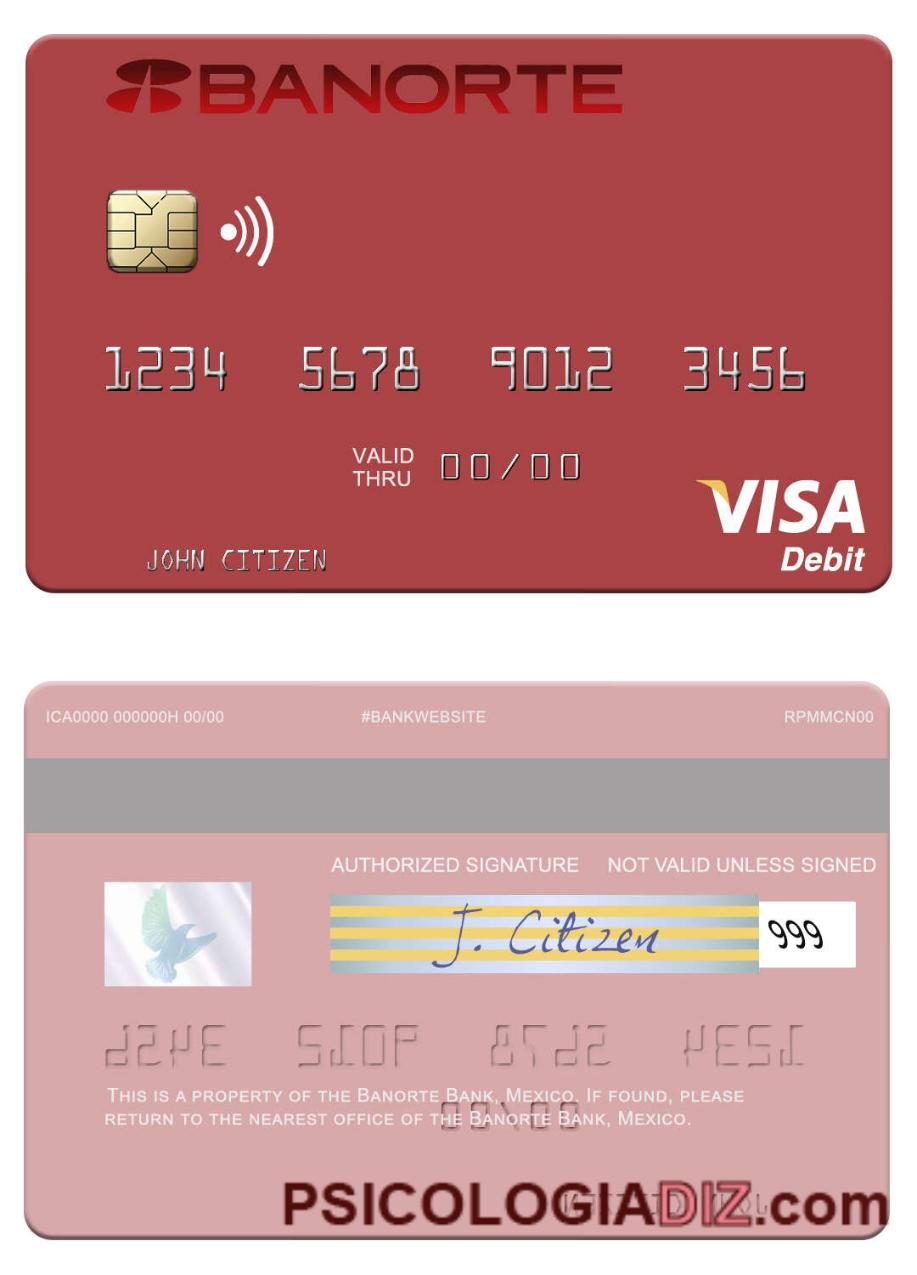 BANORTE
1234 5678 9012 3456
VALID
THRU 00/00
VISA
Debit
JOHN CITIZEN
ICA0000 000000H 00/00 #BANKWEBSITE RPMMCN00
AUTHORIZED SIGNATURE NOT VALID UNLESS SIGNED
J. Citizen 999
THIS IS A PROPERTY OF THE BANORTE BANK, MEXICO. IF FOUND, PLEASE
RETURN TO THE NEAREST OFFICE OF THE BANORTE BANK, MEXICO.
PSICOLOGIADIZ.com